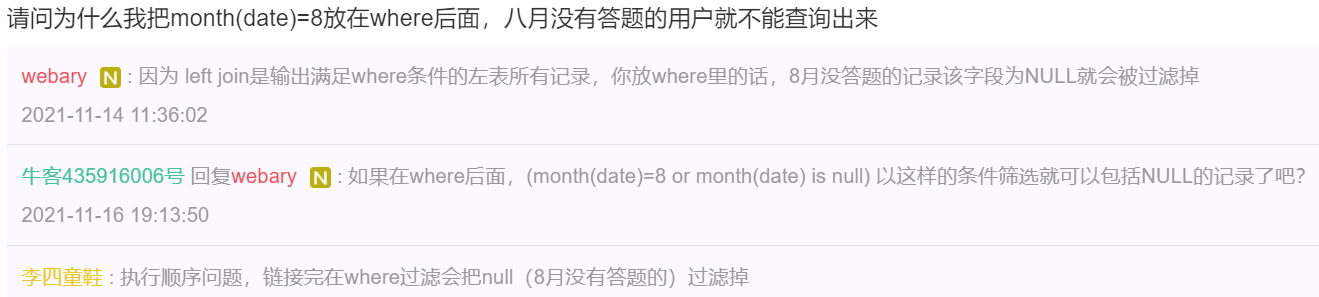 请问为什么我把month(date)=8放在where后面，八月没有答题的用户就不能查询出来
webary N : 因为 left join是输出满足where条件的左表所有记录，你放where里的话，8月没答题的记录该字段为NULL就会被过滤掉
2021-11-14 11:36:02
牛客435916006号 回复webary N : 如果在where后面，(month(date)=8 or month(date) is null) 以这样的条件筛选就可以包括NULL的记录了吧？
2021-11-16 19:13:50
李四童鞋 : 执行顺序问题，链接完在where过滤会把null（8月没有答题的）过滤掉